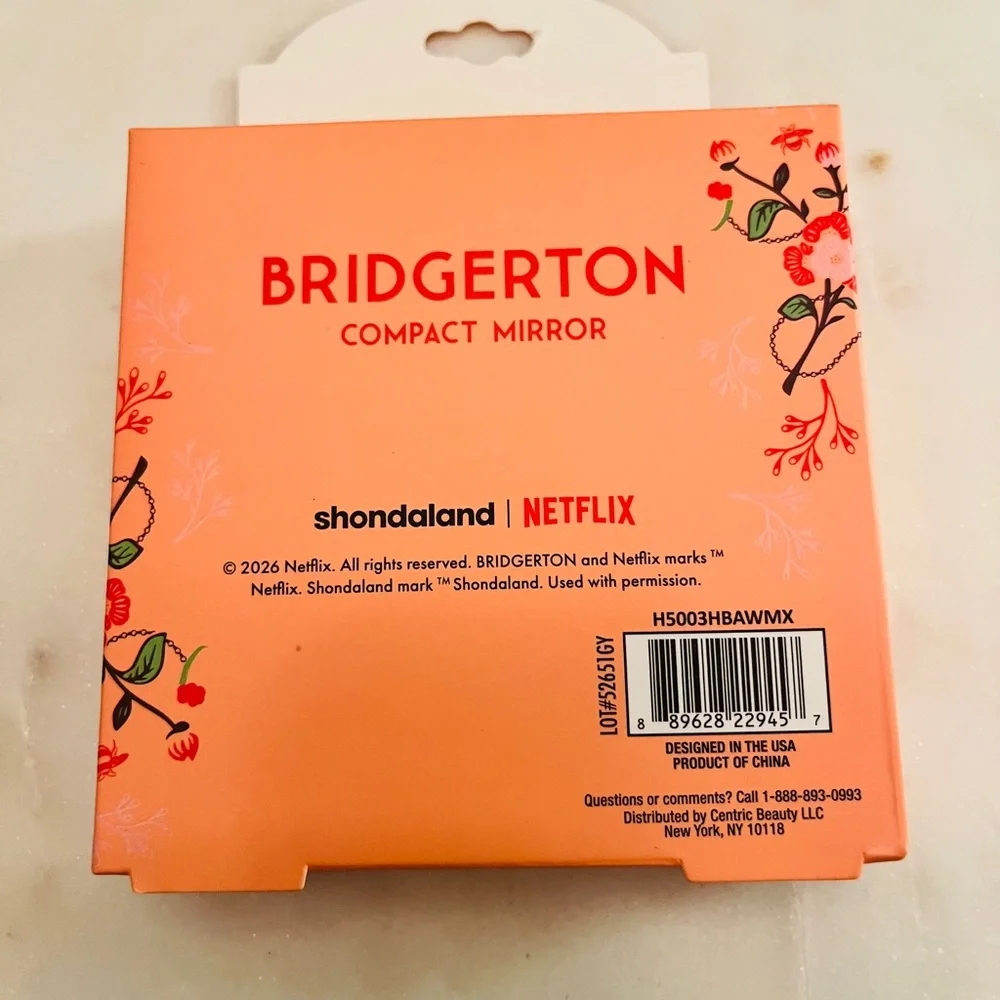 BRIDGERTON
COMPACT MIRROR
shondaland | NETFLIX
© 2026 Netflix. All rights reserved. BRIDGERTON and Netflix marks ™
Netflix. Shondaland mark ™ Shondaland. Used with permission.
H5003HBAWMX
LOT#52651GY
8 89628 22945 7
DESIGNED IN THE USA
PRODUCT OF CHINA
Questions or comments? Call 1-888-893-0993
Distributed by Centric Beauty LLC
New York, NY 10118